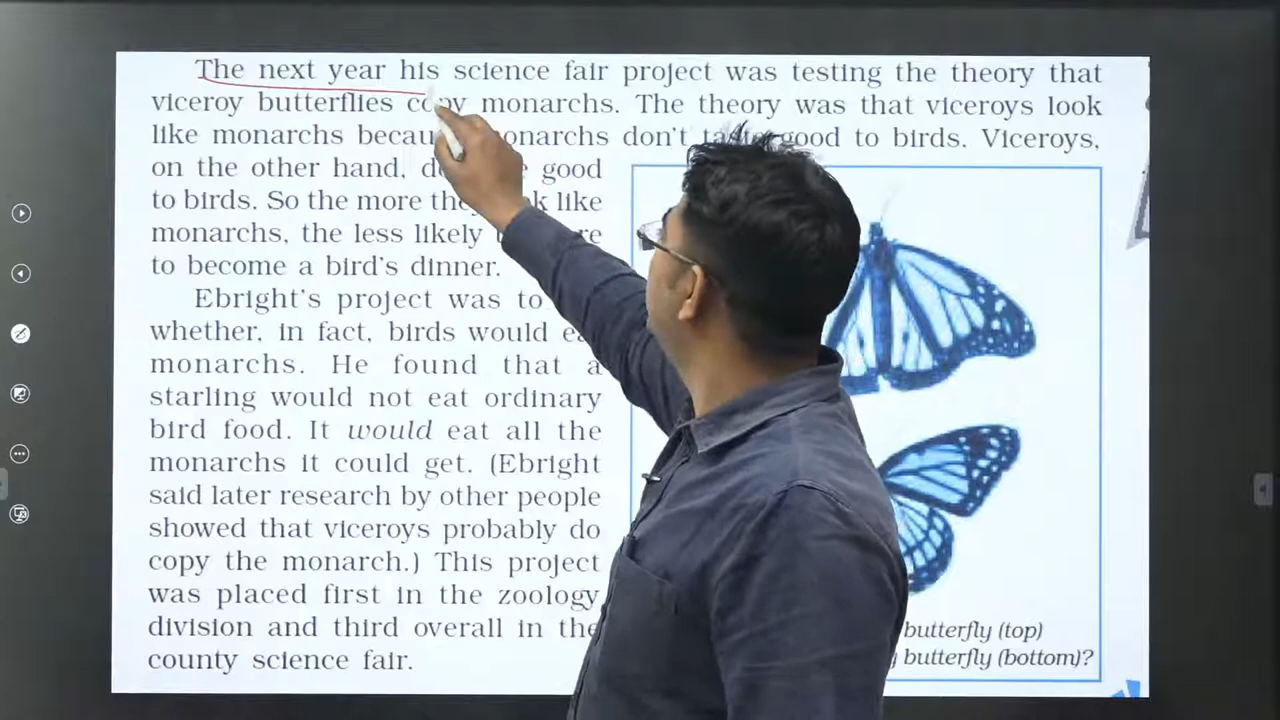 The next year his science fair project was testing the theory that
viceroy butterflies copy monarchs. The theory was that viceroys look
like monarchs monarchs don't taste good to birds. Viceroys,
on the other hand, good
to birds. So the more they like
monarchs, the less likely
to become a bird's dinner.
Ebright's project was to
whether, in fact, birds would
monarchs. He found that a
starling would not eat ordinary
bird food. It would eat all the
monarchs it could get. (Ebright
said later research by other people
showed that viceroys probably do
copy the monarch.) This project
was placed first in the zoology
division and third overall in the
county science fair.
butterfly (top)
butterfly (bottom)?